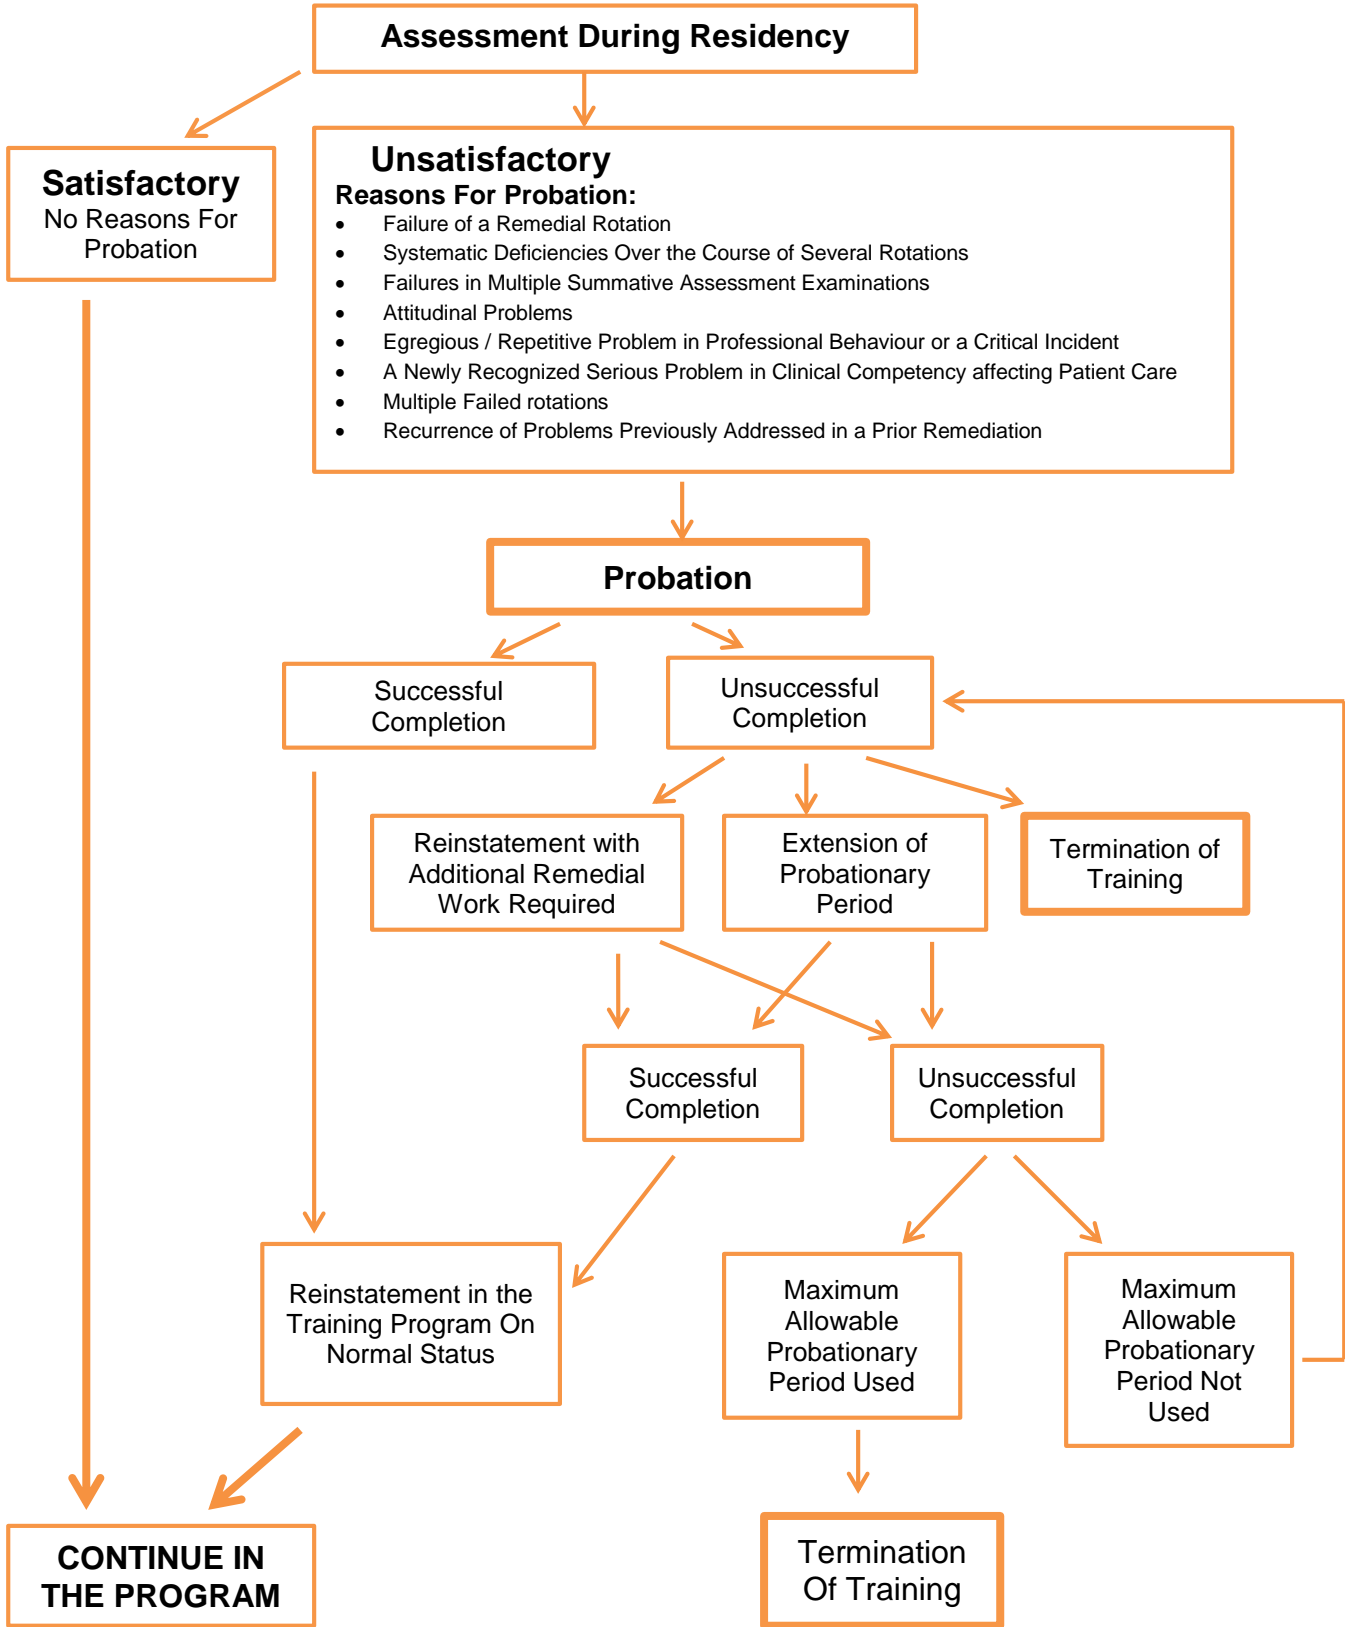 Assessment During Residency
Satisfactory
No Reasons For
Probation
Unsatisfactory
Reasons For Probation:
• Failure of a Remedial Rotation
• Systematic Deficiencies Over the Course of Several Rotations
• Failures in Multiple Summative Assessment Examinations
• Attitudinal Problems
• Egregious / Repetitive Problem in Professional Behaviour or a Critical Incident
• A Newly Recognized Serious Problem in Clinical Competency affecting Patient Care
• Multiple Failed rotations
• Recurrence of Problems Previously Addressed in a Prior Remediation
Probation
Successful
Completion
Unsuccessful
Completion
Reinstatement with
Additional Remedial
Work Required
Extension of
Probationary
Period
Termination of
Training
Successful
Completion
Unsuccessful
Completion
Reinstatement in the
Training Program On
Normal Status
Maximum
Allowable
Probationary
Period Used
Maximum
Allowable
Probationary
Period Not
Used
CONTINUE IN
THE PROGRAM
Termination
Of Training